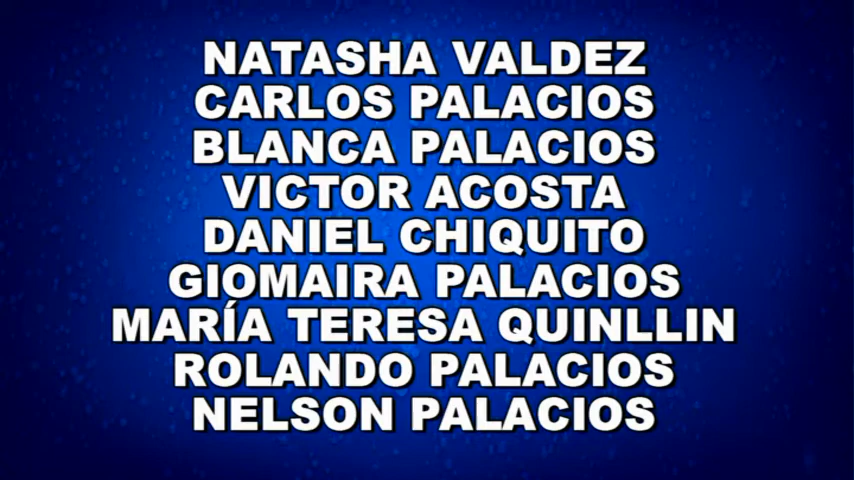 NATASHA VALDEZ
CARLOS PALACIOS
BLANCA PALACIOS
VICTOR ACOSTA
DANIEL CHIQUITO
GIOMAIRA PALACIOS
MARÍA TERESA QUINLLIN
ROLANDO PALACIOS
NELSON PALACIOS